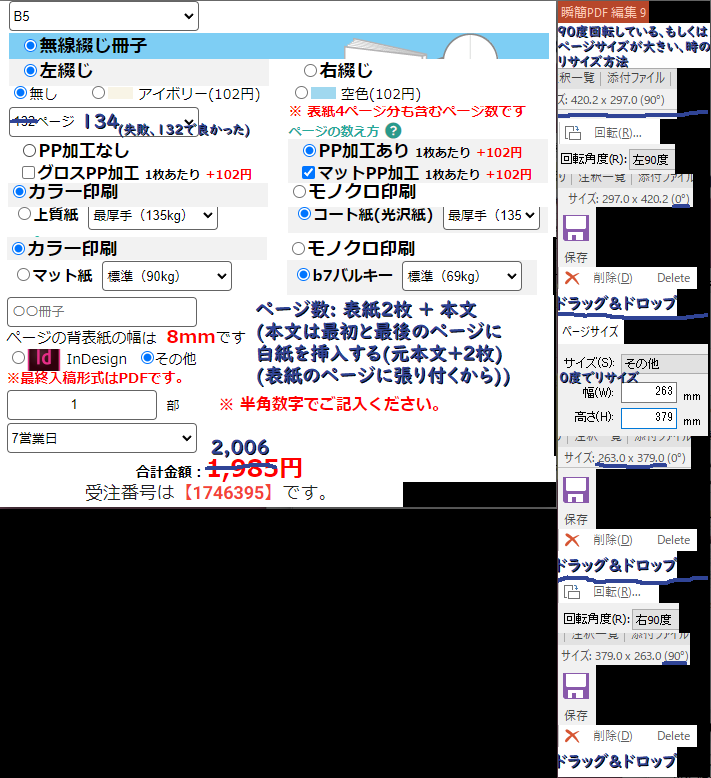 B5
無線綴じ冊子
左綴じ
右綴じ
無し
アイボリー(102円)
空色(102円)
132ページ 134
(失敗、132で良かった)
※ 表紙4ページ分も含むページ数です
ページの数え方 ?
PP加工なし
PP加工あり 1枚あたり +102円
グロスPP加工 1枚あたり +102円
マットPP加工 1枚あたり +102円
カラー印刷
モノクロ印刷
上質紙
最厚手（135kg）
コート紙(光沢紙)
最厚手（135
カラー印刷
モノクロ印刷
マット紙
標準（90kg）
b7バルキー
標準（69kg）
〇〇冊子
ページの背表紙の幅は 8mmです
Id InDesign
その他
※最終入稿形式はPDFです。
ページ数: 表紙2枚 + 本文
(本文は最初と最後のページに
白紙を挿入する(元本文+2枚)
(表紙のページに張り付くから))
1
部
※ 半角数字でご記入ください。
7営業日
2,006
合計金額：1,985円
受注番号は【1746395】です。
瞬簡PDF 編集 9
90度回転している、もしくは
ページサイズが大きい、時の
リサイズ方法
釈一覧 添付ファイル
ズ: 420.2 x 297.0 (90°)
回転(R)...
回転角度(R): 左90度
注釈一覧 添付ファイ
サイズ: 297.0 x 420.2 (0°)
保存
削除(D) Delete
ドラッグ&ドロップ
ページサイズ
サイズ(S): その他
0度でリサイズ
幅(W): 263 mm
高さ(H): 379 mm
注釈一覧 添付ファイル
サイズ: 263.0 x 379.0 (0°)
保存
削除(D) Delete
ドラッグ&ドロップ
回転(R)...
回転角度(R): 右90度
注釈一覧 添付ファイル
サイズ: 379.0 x 263.0 (90°)
保存
削除(D) Delete
ドラッグ&ドロップ